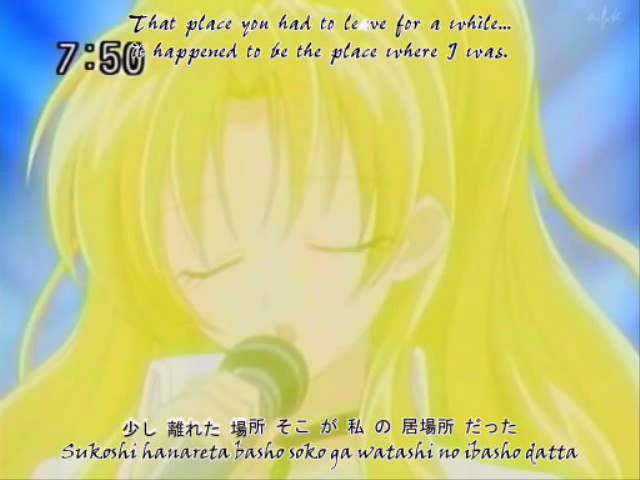 That place you had to leave for a while...
it happened to be the place where I was.
7:50
少し 離れた 場所 そこ が 私 の 居場所 だった
Sukoshi hanareta basho soko ga watashi no ibasho datta